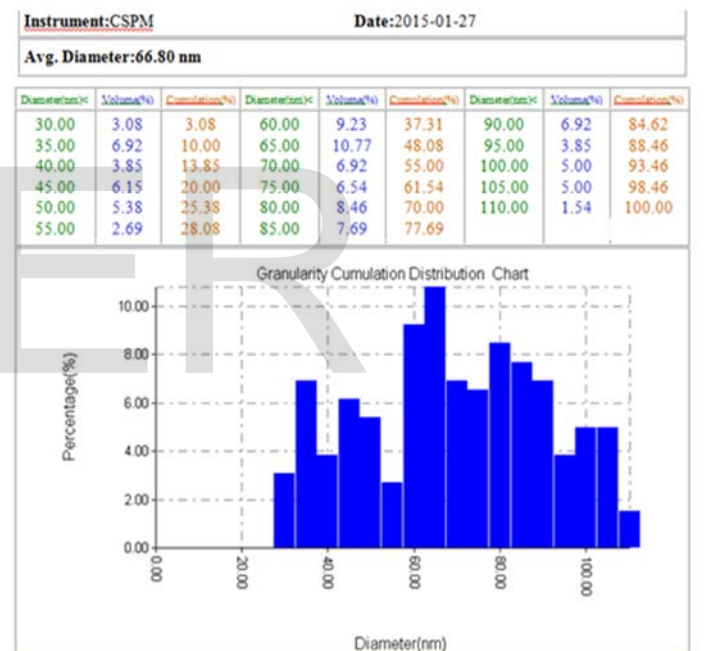 Instrument:CSPM Date:2015-01-27
Avg. Diameter:66.80 nm
Diameter(nm)< Volume(%) Cumulation(%) Diameter(nm)< Volume(%) Cumulation(%) Diameter(nm)< Volume(%) Cumulation(%)
30.00 3.08 3.08 60.00 9.23 37.31 90.00 6.92 84.62
35.00 6.92 10.00 65.00 10.77 48.08 95.00 3.85 88.46
40.00 3.85 13.85 70.00 6.92 55.00 100.00 5.00 93.46
45.00 6.15 20.00 75.00 6.54 61.54 105.00 5.00 98.46
50.00 5.38 25.38 80.00 8.46 70.00 110.00 1.54 100.00
55.00 2.69 28.08 85.00 7.69 77.69
ER
Granularity Cumulation Distribution Chart
Percentage(%)
10.00
8.00
6.00
4.00
2.00
0.00
0.00 20.00 40.00 60.00 80.00 100.00
Diameter(nm)